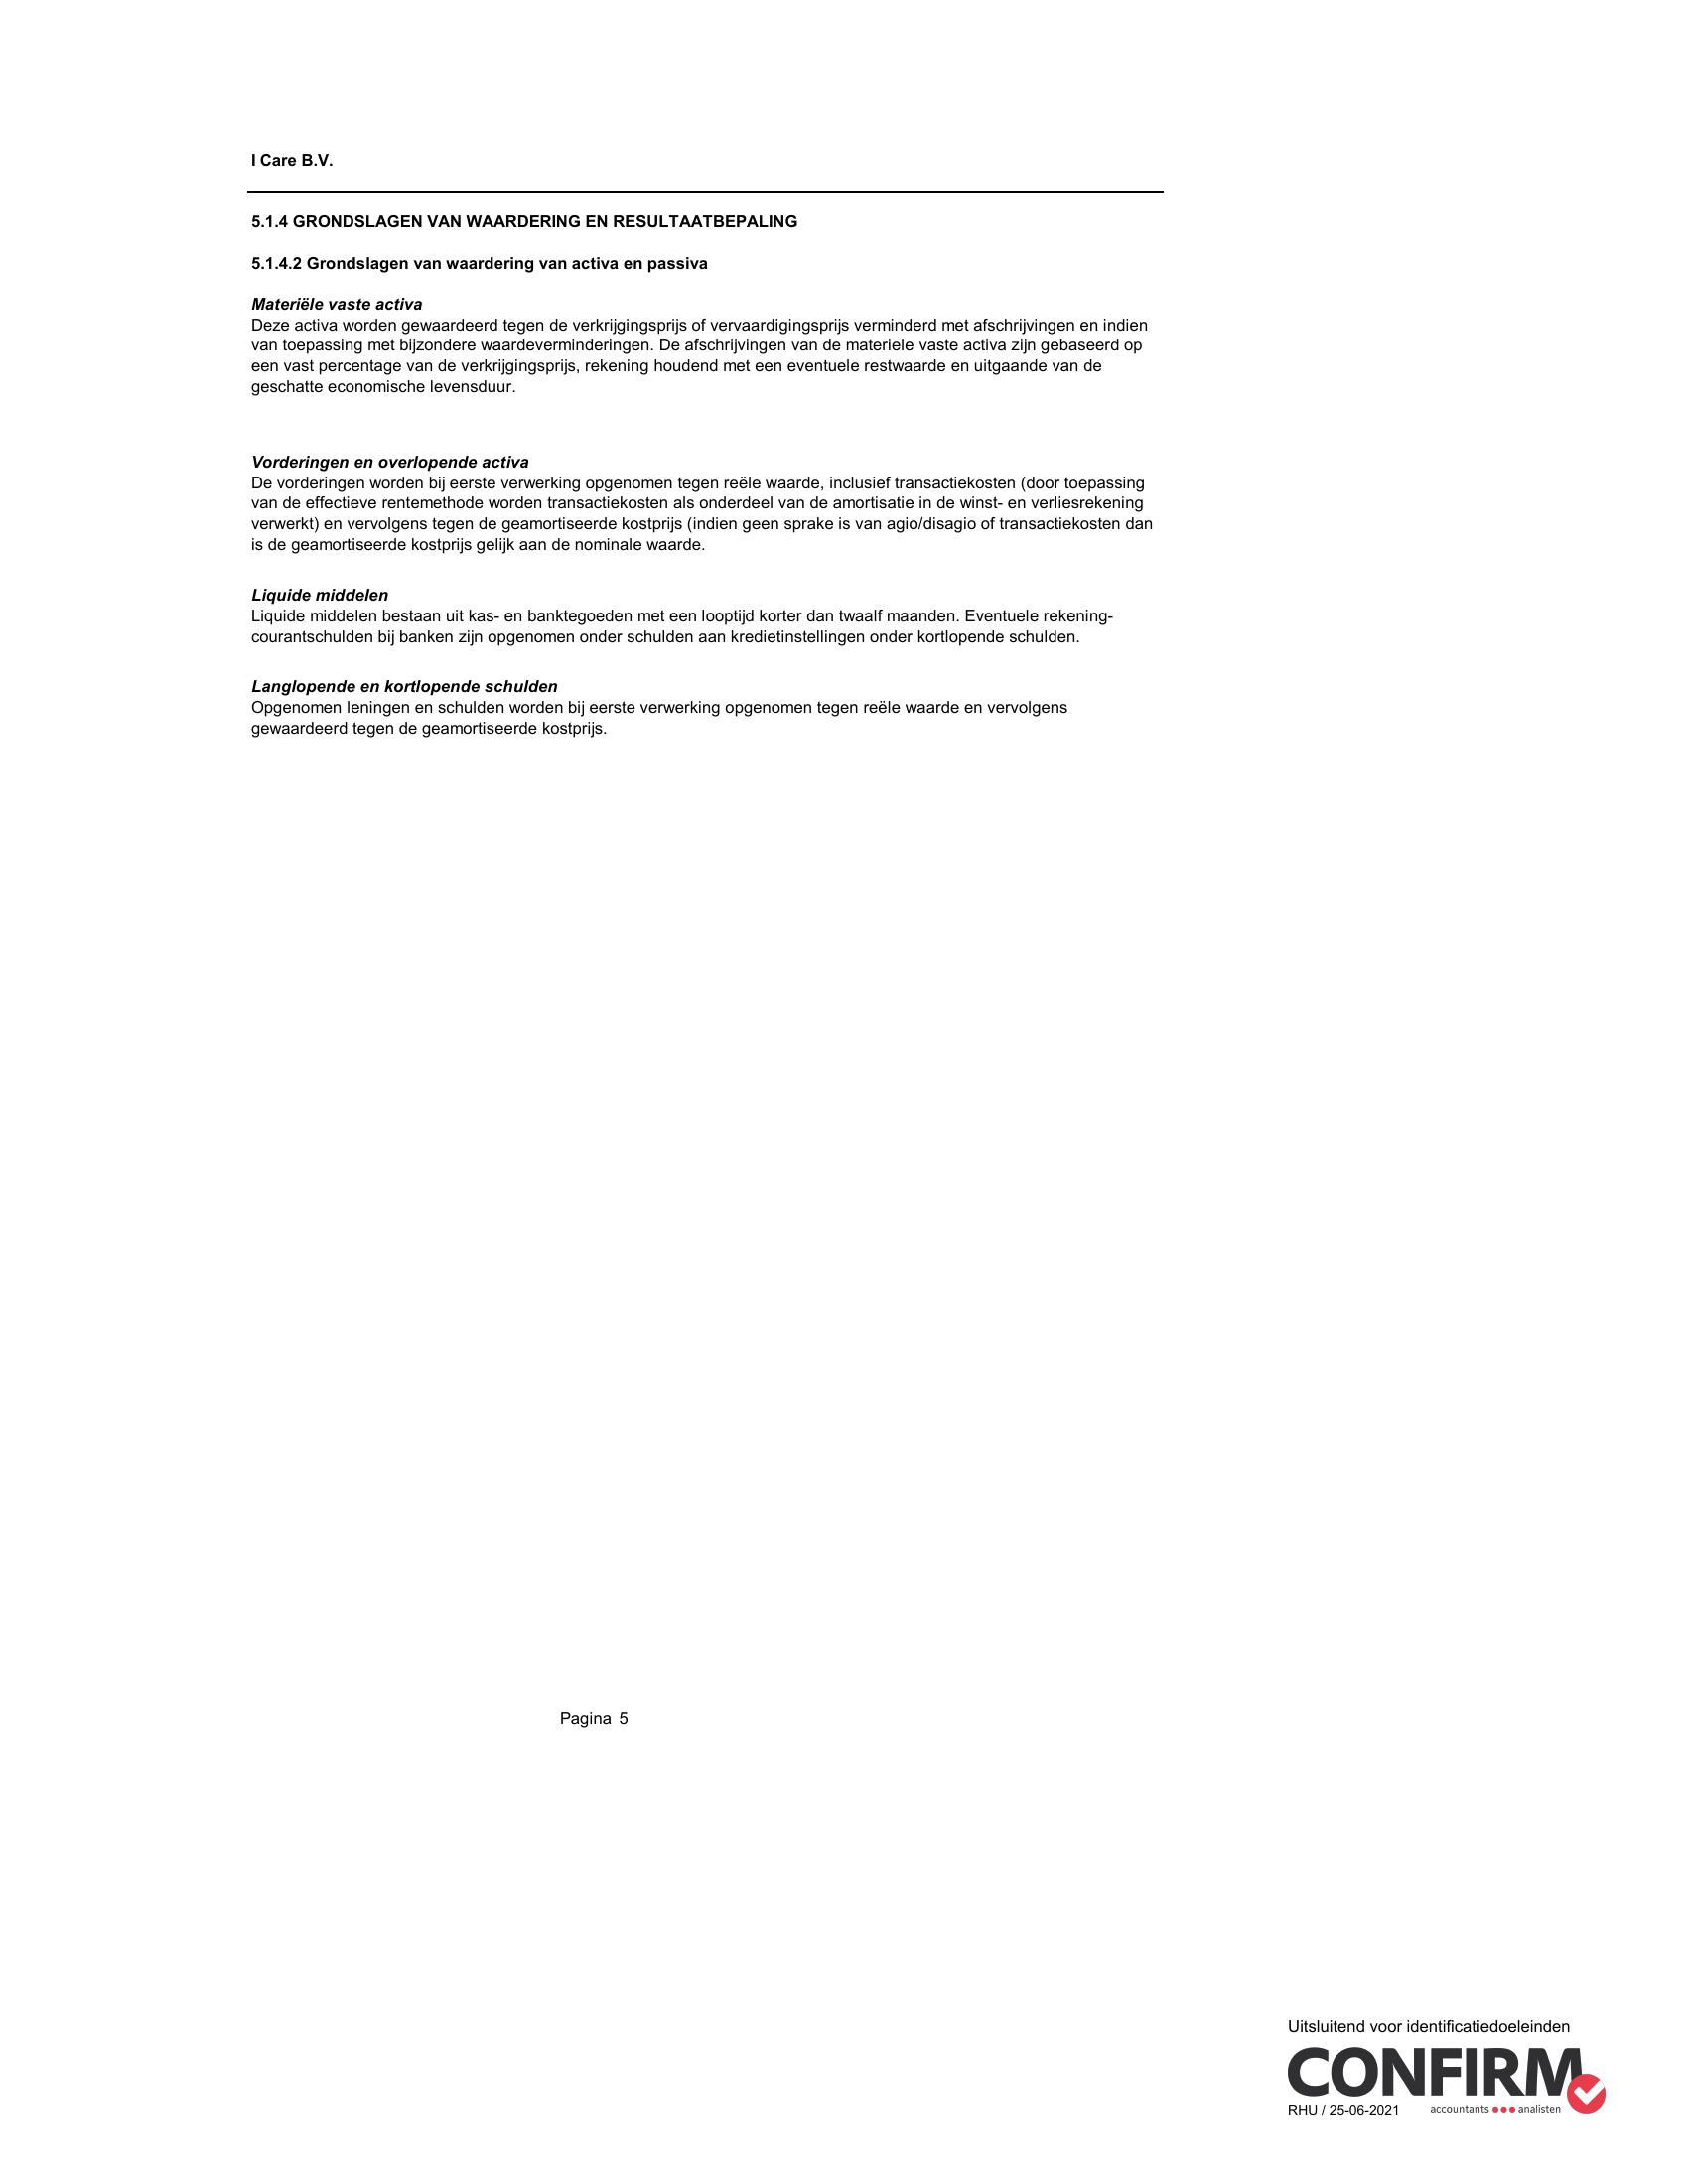 I Care B.V.
5.1.4 GRONDSLAGEN VAN WAARDERING EN RESULTAATBEPALING
5.1.4.2 Grondslagen van waardering van activa en passiva
Materiële vaste activa
Deze activa worden gewaardeerd tegen de verkrijgingsprijs of vervaardigingsprijs verminderd met afschrijvingen en indien
van toepassing met bijzondere waardeverminderingen. De afschrijvingen van de materiele vaste activa zijn gebaseerd op
een vast percentage van de verkrijgingsprijs, rekening houdend met een eventuele restwaarde en uitgaande van de
geschatte economische levensduur.
Vorderingen en overlopende activa
De vorderingen worden bij eerste verwerking opgenomen tegen reële waarde, inclusief transactiekosten (door toepassing
van de effectieve rentemethode worden transactiekosten als onderdeel van de amortisatie in de winst- en verliesrekening
verwerkt) en vervolgens tegen de geamortiseerde kostprijs (indien geen sprake is van agio/disagio of transactiekosten dan
is de geamortiseerde kostprijs gelijk aan de nominale waarde.
Liquide middelen
Liquide middelen bestaan uit kas- en banktegoeden met een looptijd korter dan twaalf maanden. Eventuele rekening-
courantschulden bij banken zijn opgenomen onder schulden aan kredietinstellingen onder kortlopende schulden.
Langlopende en kortlopende schulden
Opgenomen leningen en schulden worden bij eerste verwerking opgenomen tegen reële waarde en vervolgens
gewaardeerd tegen de geamortiseerde kostprijs.
Pagina 5
Uitsluitend voor identificatiedoeleinden
CONFIRM
RHU / 25-06-2021 accountants analisten